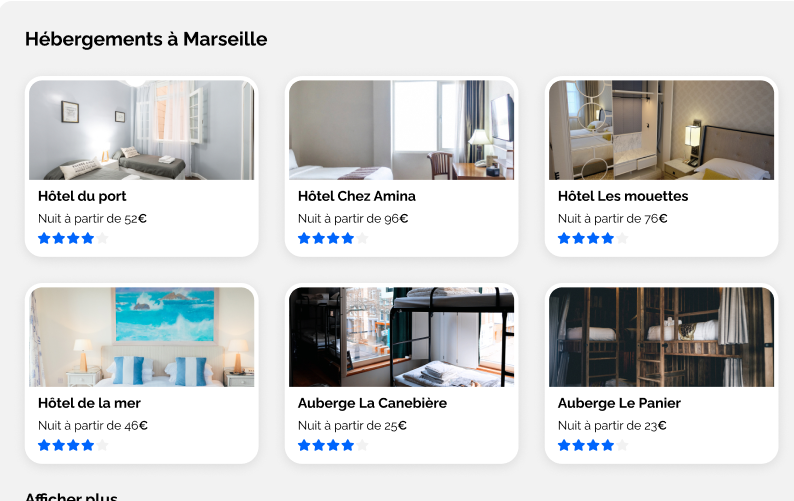 Hébergements à Marseille
Hôtel du port
Nuit à partir de 52€
Hôtel Chez Amina
Nuit à partir de 96€
Hôtel Les mouettes
Nuit à partir de 76€
Hôtel de la mer
Nuit à partir de 46€
Auberge La Canebière
Nuit à partir de 25€
Auberge Le Panier
Nuit à partir de 23€
Afficher plus